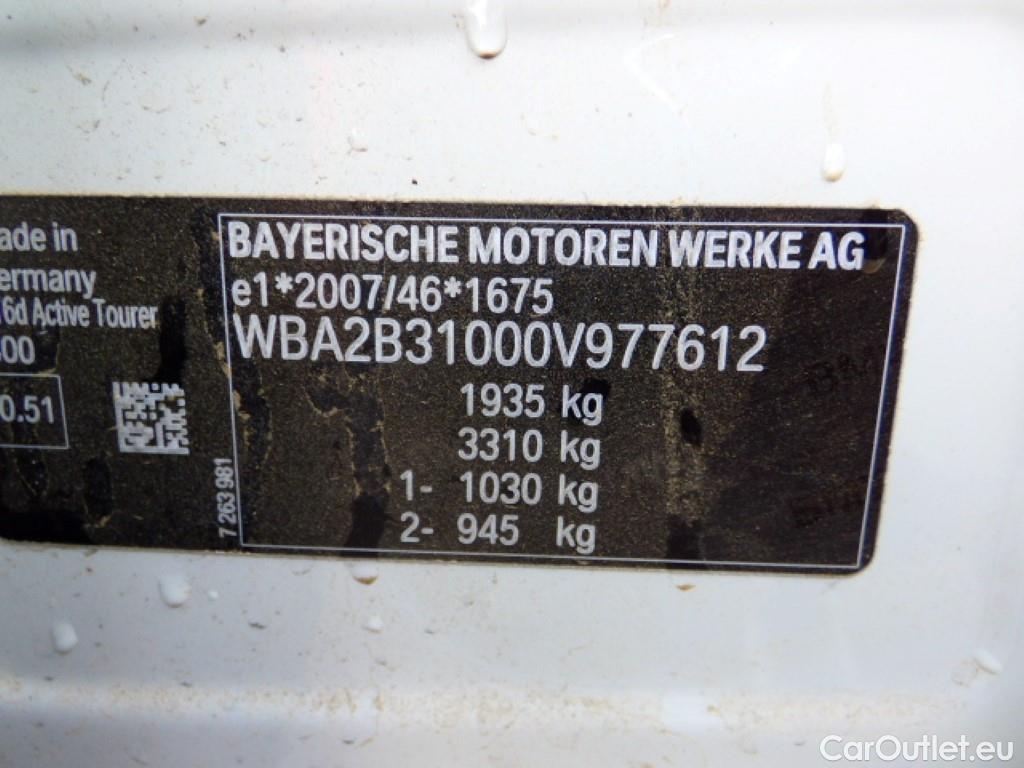 ade in
ermany
6d Active Tourer
00
0.51
7 263 981
BAYERISCHE MOTOREN WERKE AG
e1*2007/46*1675
WBA2B31000V977612
1935 kg
3310 kg
1- 1030 kg
2- 945 kg
CarOutlet.eu